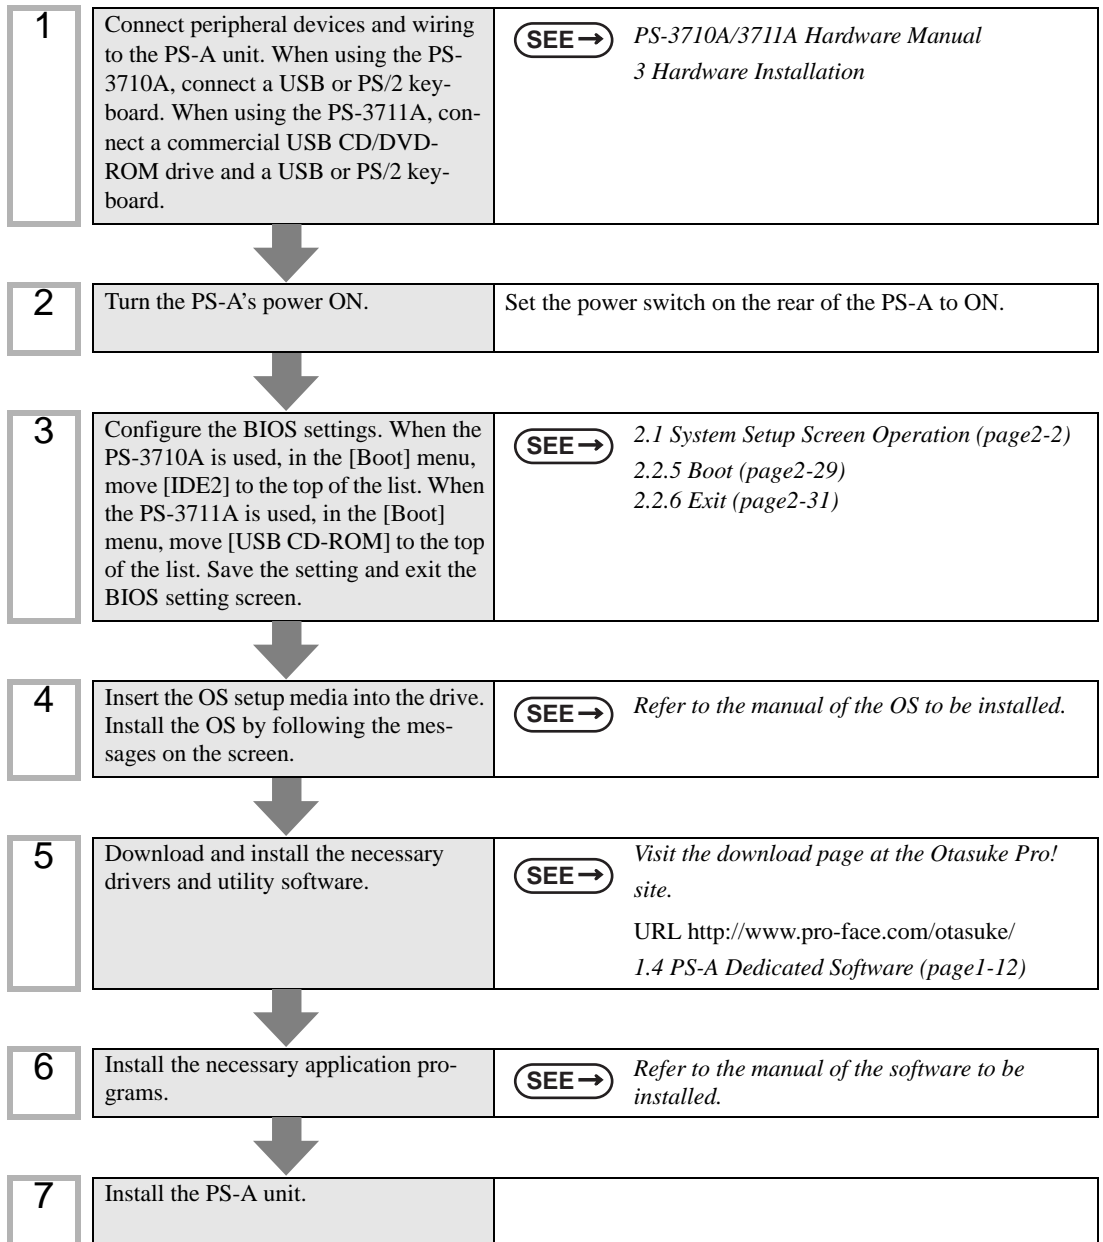 1
Connect peripheral devices and wiring
to the PS-A unit. When using the PS-
3710A, connect a USB or PS/2 key-
board. When using the PS-3711A, con-
nect a commercial USB CD/DVD-
ROM drive and a USB or PS/2 key-
board.
SEE→
PS-3710A/3711A Hardware Manual
3 Hardware Installation
2
Turn the PS-A's power ON.
Set the power switch on the rear of the PS-A to ON.
3
Configure the BIOS settings. When the
PS-3710A is used, in the [Boot] menu,
move [IDE2] to the top of the list. When
the PS-3711A is used, in the [Boot]
menu, move [USB CD-ROM] to the top
of the list. Save the setting and exit the
BIOS setting screen.
SEE→
2.1 System Setup Screen Operation (page2-2)
2.2.5 Boot (page2-29)
2.2.6 Exit (page2-31)
4
Insert the OS setup media into the drive.
Install the OS by following the mes-
sages on the screen.
SEE→
Refer to the manual of the OS to be installed.
5
Download and install the necessary
drivers and utility software.
SEE→
Visit the download page at the Otasuke Pro!
site.
URL http://www.pro-face.com/otasuke/
1.4 PS-A Dedicated Software (page1-12)
6
Install the necessary application pro-
grams.
SEE→
Refer to the manual of the software to be
installed.
7
Install the PS-A unit.